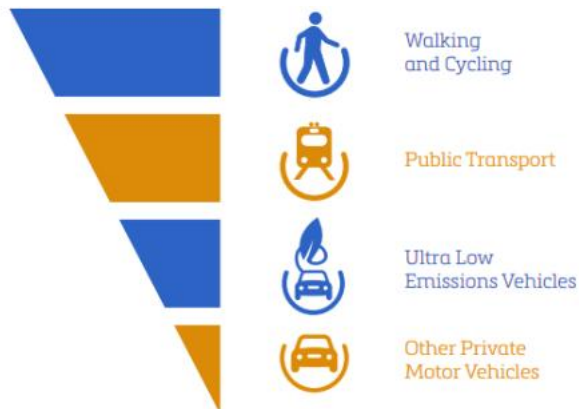 Walking
and Cycling
Public Transport
Ultra Low
Emissions Vehicles
Other Private
Motor Vehicles